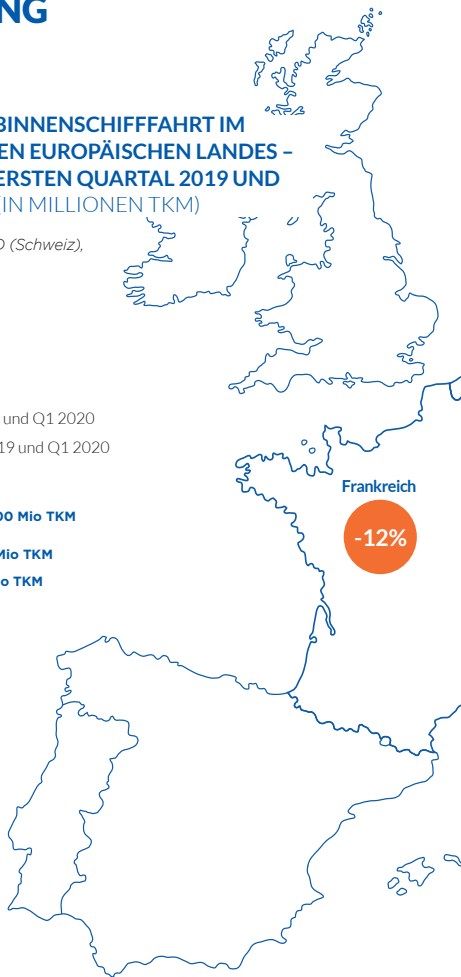 NG
BINNENSCHIFFFAHRT IM
EN EUROPÄISCHEN LANDES –
ERSTEN QUARTAL 2019 UND
(IN MILLIONEN TKM)
O (Schweiz),
und Q1 2020
19 und Q1 2020
00 Mio TKM
Mio TKM
io TKM
Frankreich
-12%